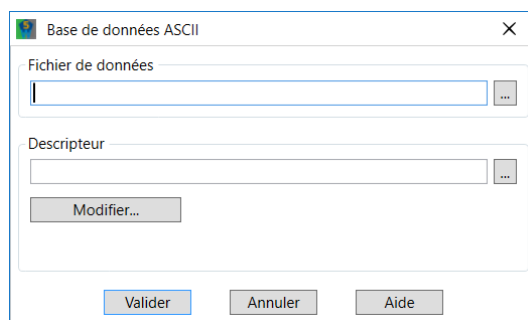 Base de données ASCII
Fichier de données
...
Descripteur
...
Modifier...
Valider Annuler Aide